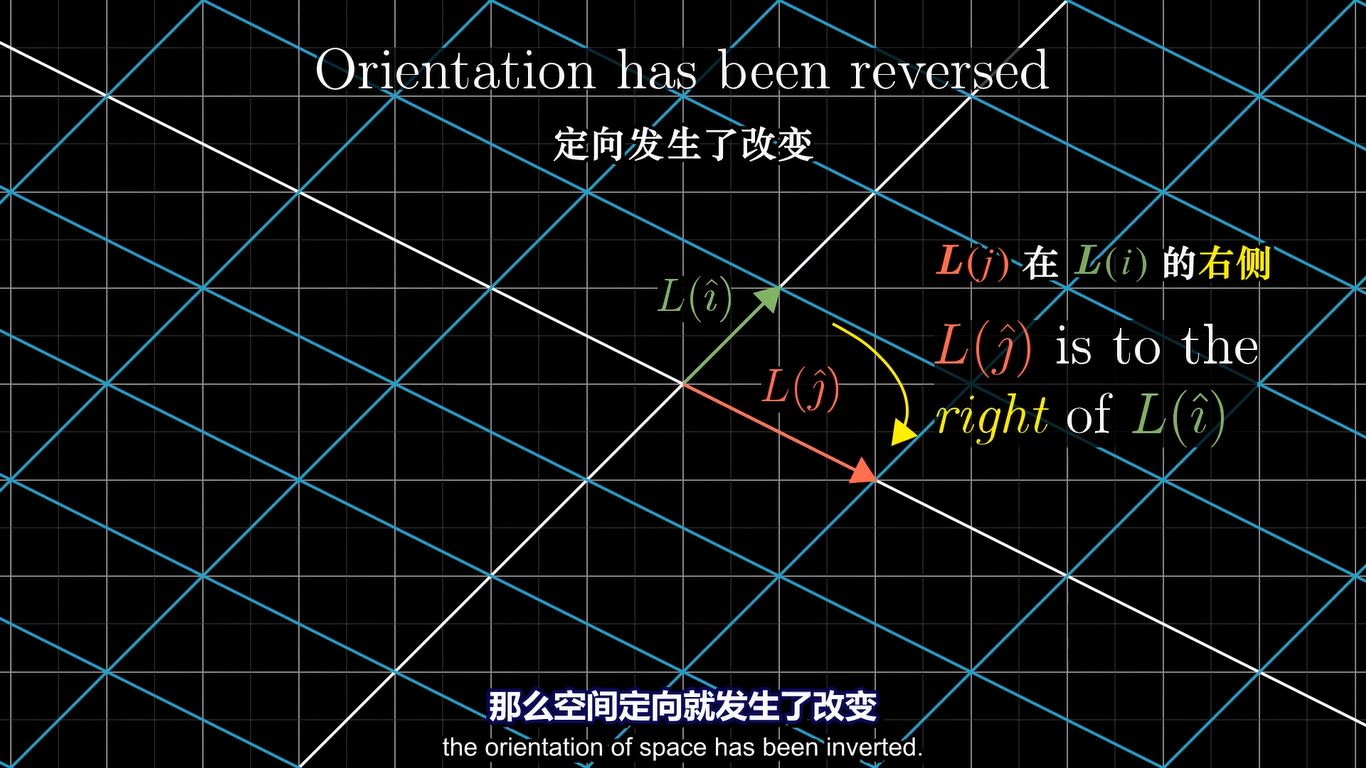 Orientation has been reversed
定向发生了改变
L(j) 在 L(i) 的右侧
L(î)
L(ĵ) is to the
L(ĵ)
right of L(î)
那么空间定向就发生了改变
the orientation of space has been inverted.